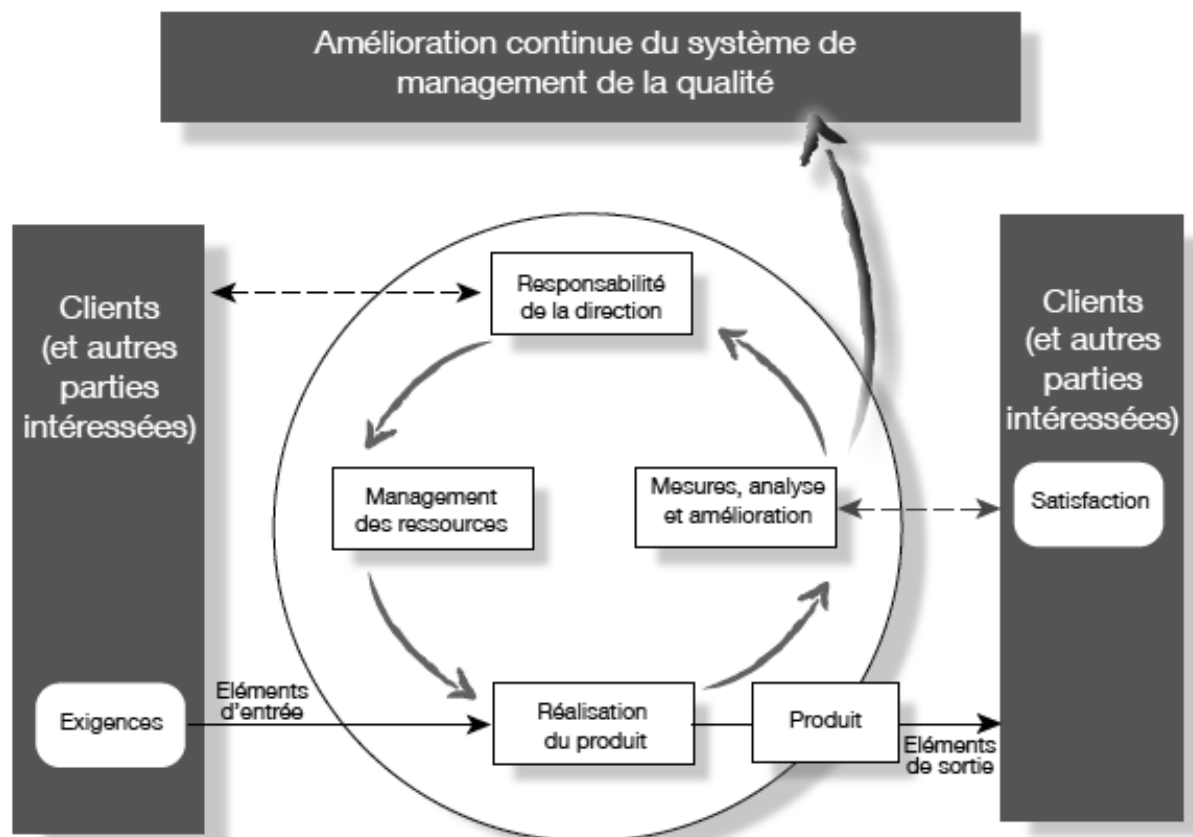 Amélioration continue du système de
management de la qualité
Clients
(et autres
parties
intéressées)
Responsabilité
de la direction
Clients
(et autres
parties
intéressées)
Management
des ressources
Mesures, analyse
et amélioration
Satisfaction
Exigences
Eléments
d'entrée
Réalisation
du produit
Produit
Eléments
de sortie